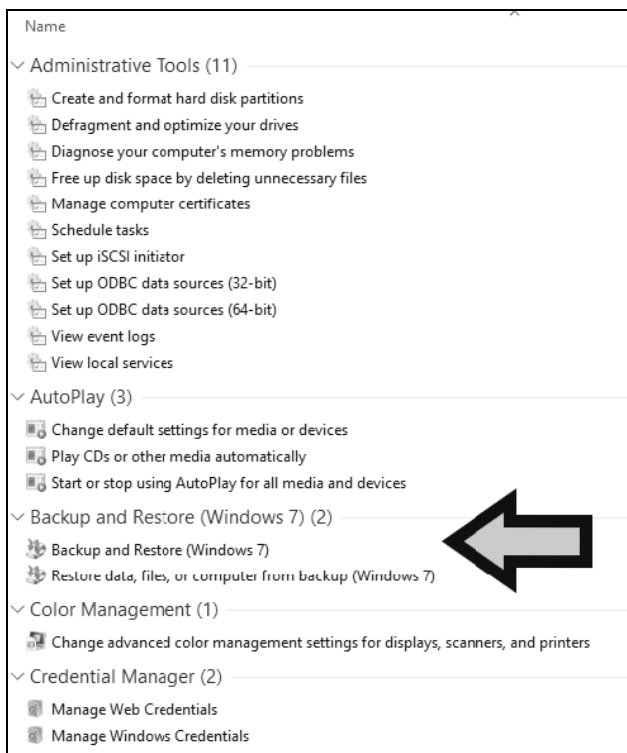 Name
Administrative Tools (11)
Create and format hard disk partitions
Defragment and optimize your drives
Diagnose your computer's memory problems
Free up disk space by deleting unnecessary files
Manage computer certificates
Schedule tasks
Set up iSCSI initiator
Set up ODBC data sources (32-bit)
Set up ODBC data sources (64-bit)
View event logs
View local services
AutoPlay (3)
Change default settings for media or devices
Play CDs or other media automatically
Start or stop using AutoPlay for all media and devices
Backup and Restore (Windows 7) (2)
Backup and Restore (Windows 7)
Restore data, files, or computer from backup (Windows 7)
Color Management (1)
Change advanced color management settings for displays, scanners, and printers
Credential Manager (2)
Manage Web Credentials
Manage Windows Credentials